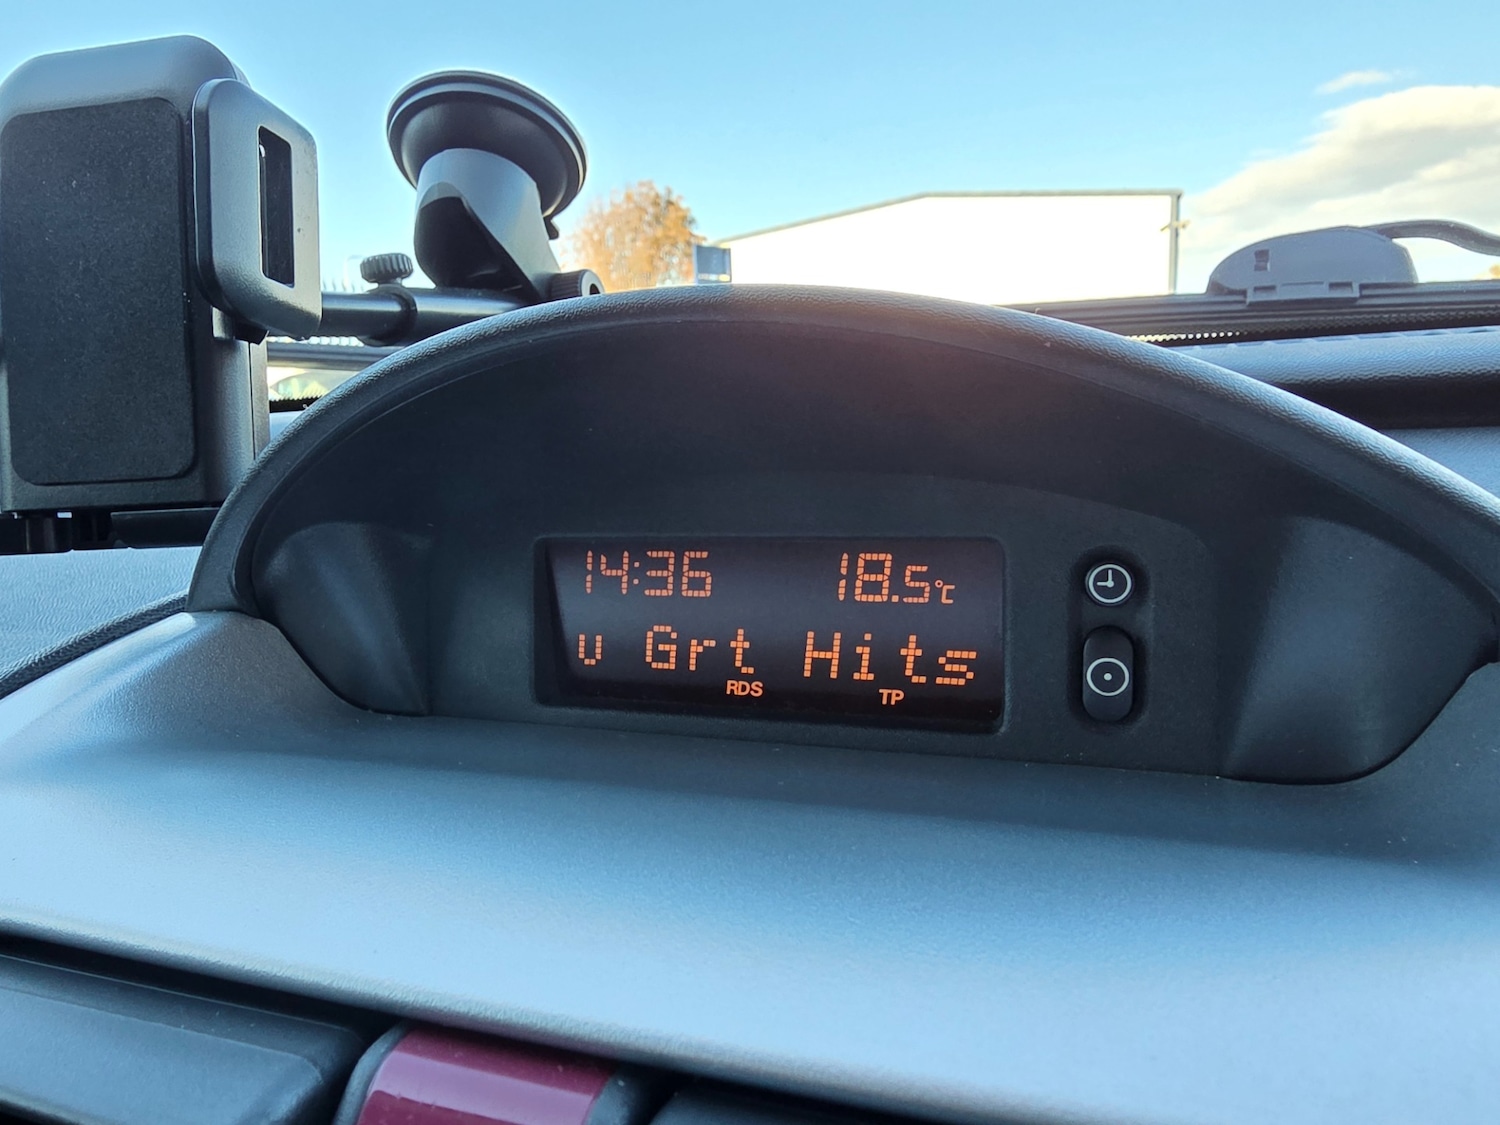 14:36 18.5°C
u Grt Hits
RDS TP